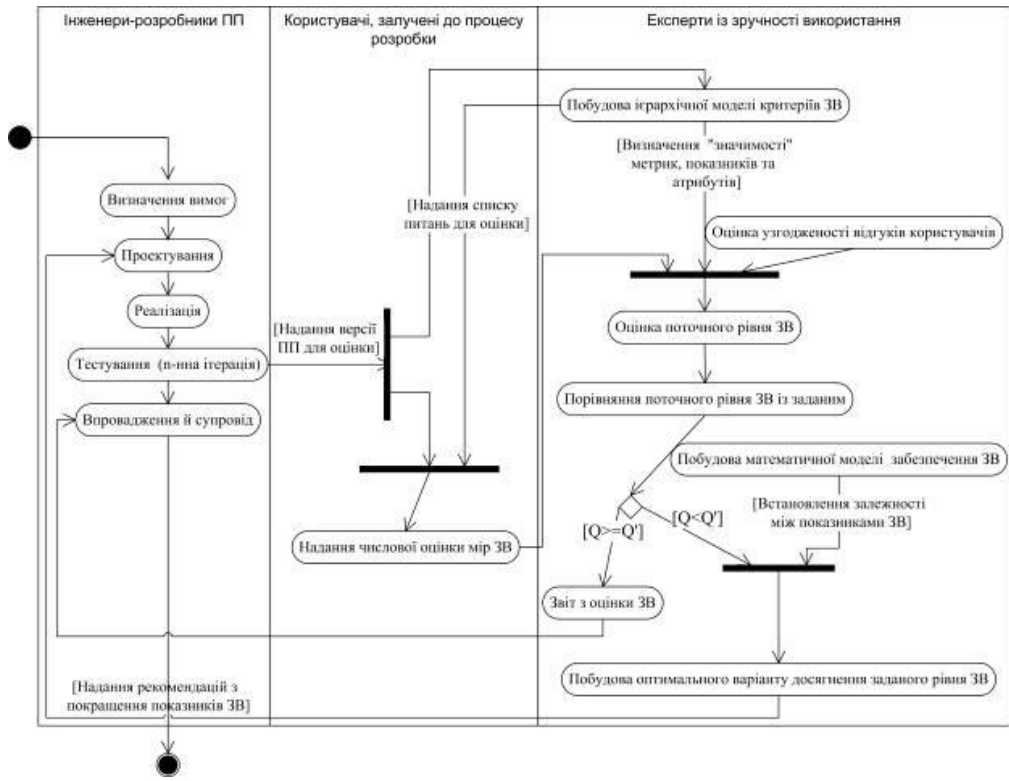 Інженери-розробники ПП
Користувачі, залучені до процесу
розробки
Експерти із зручності використання
Побудова ієрархічної моделі критеріїв ЗВ
[Визначення "значимості"
метрик, показників та
атрибутів]
Визначення вимог
[Надання списку
питань для оцінки]
Оцінка узгодженості відгуків користувачів
Проектування
Реалізація
[Надання версії
ПП для оцінки]
Оцінка поточного рівня ЗВ
Тестування (n-нна ітерація)
Порівняння поточного рівня ЗВ із заданим
Впровадження й супровід
Побудова математичної моделі забезпечення ЗВ
[Встановлення залежності
між показниками ЗВ]
[Q>=Q']
[Q<Q']
Надання числової оцінки мір ЗВ
Звіт з оцінки ЗВ
Побудова оптимального варіанту досягнення заданого рівня ЗВ
[Надання рекомендацій з
покращення показників ЗВ]